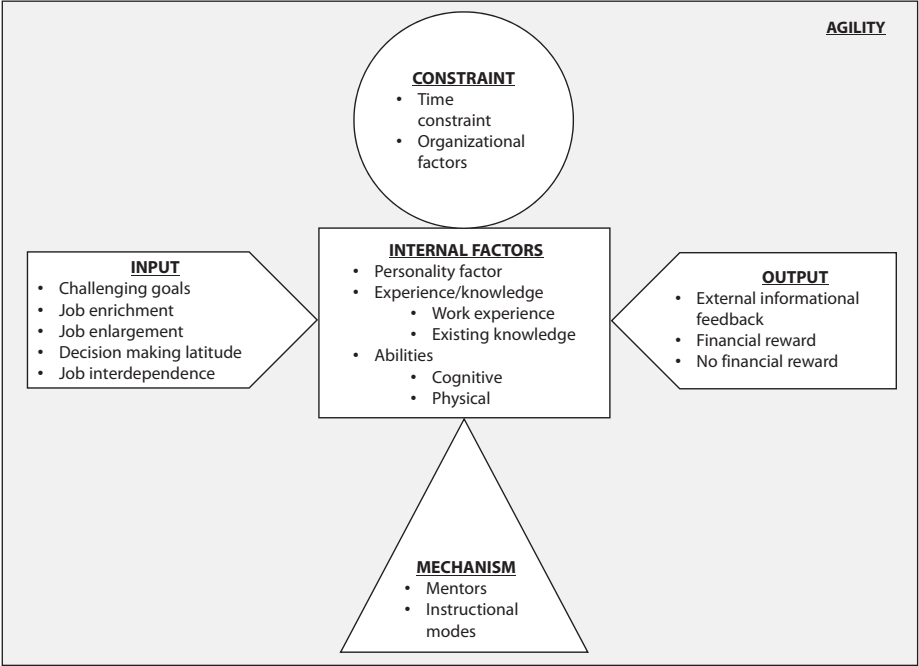 AGILITY
CONSTRAINT
• Time
constraint
• Organizational
factors
INPUT
• Challenging goals
• Job enrichment
• Job enlargement
• Decision making latitude
• Job interdependence
INTERNAL FACTORS
• Personality factor
• Experience/knowledge
• Work experience
• Existing knowledge
• Abilities
• Cognitive
• Physical
OUTPUT
• External informational
feedback
• Financial reward
• No financial reward
MECHANISM
• Mentors
• Instructional
modes